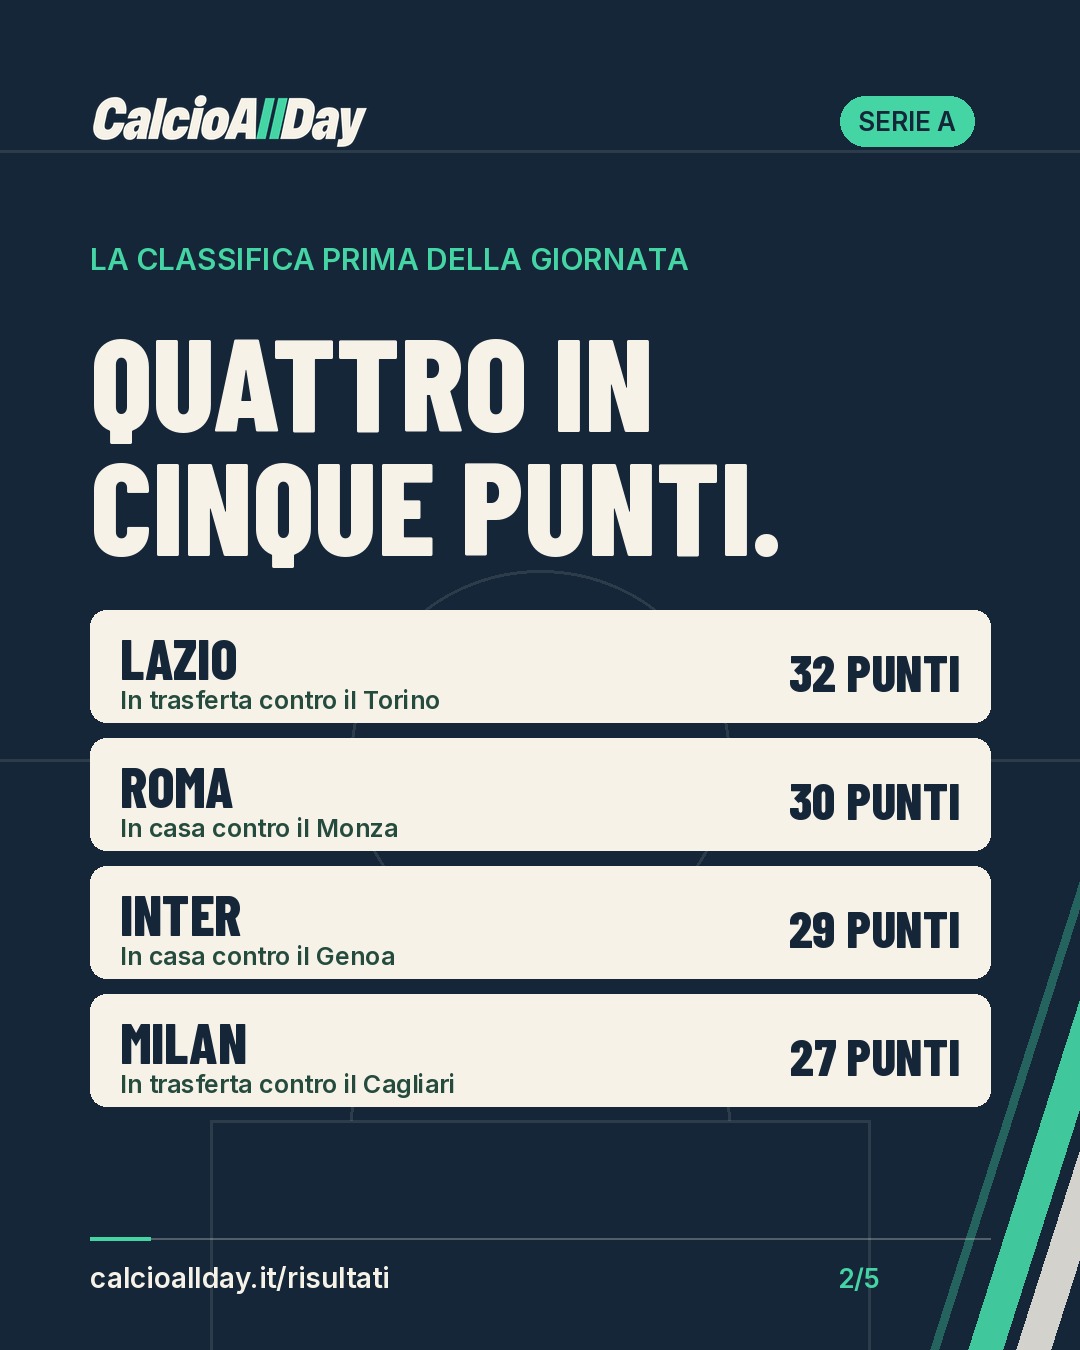 CalcioAllDay
SERIE A
LA CLASSIFICA PRIMA DELLA GIORNATA
QUATTRO IN
CINQUE PUNTI.
LAZIO
In trasferta contro il Torino
32 PUNTI
ROMA
In casa contro il Monza
30 PUNTI
INTER
In casa contro il Genoa
29 PUNTI
MILAN
In trasferta contro il Cagliari
27 PUNTI
calcioallday.it/risultati
2/5